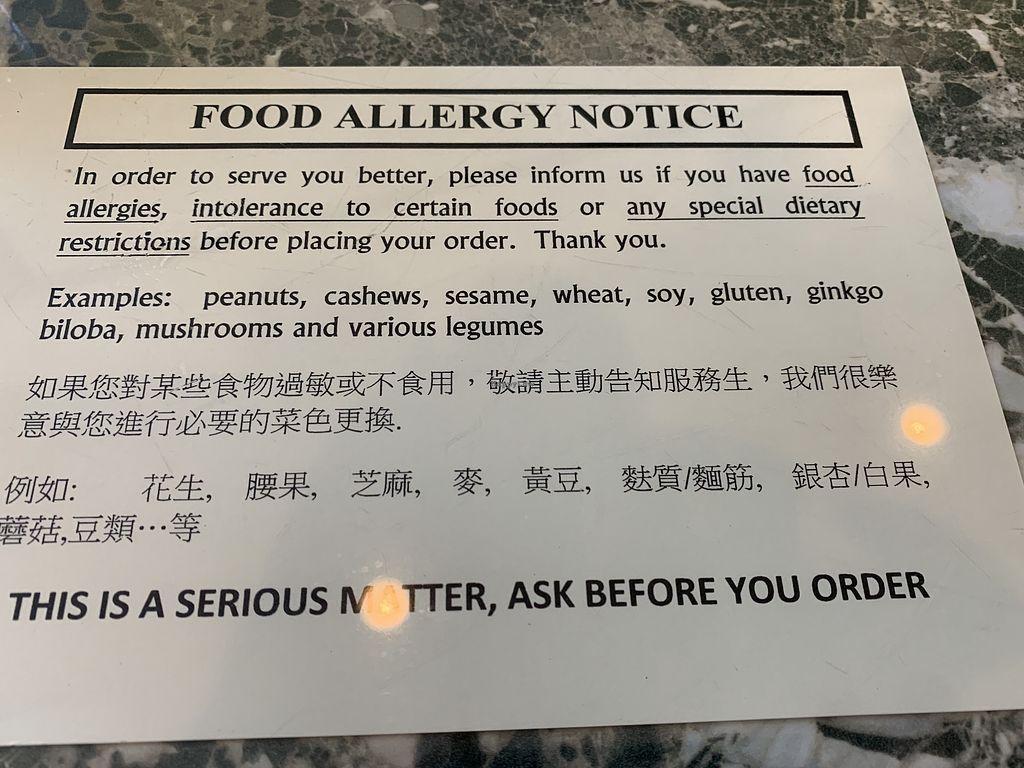 FOOD ALLERGY NOTICE
In order to serve you better, please inform us if you have food
allergies, intolerance to certain foods or any special dietary
restrictions before placing your order. Thank you.
Examples: peanuts, cashews, sesame, wheat, soy, gluten, ginkgo
biloba, mushrooms and various legumes
如果您對某些食物過敏或不食用，敬請主動告知服務生，我們很樂
意與您進行必要的菜色更換.
例如: 花生, 腰果, 芝麻, 麥, 黃豆, 麩質/麵筋, 銀杏/白果,
蘑菇,豆類⋯等
THIS IS A SERIOUS MATTER, ASK BEFORE YOU ORDER